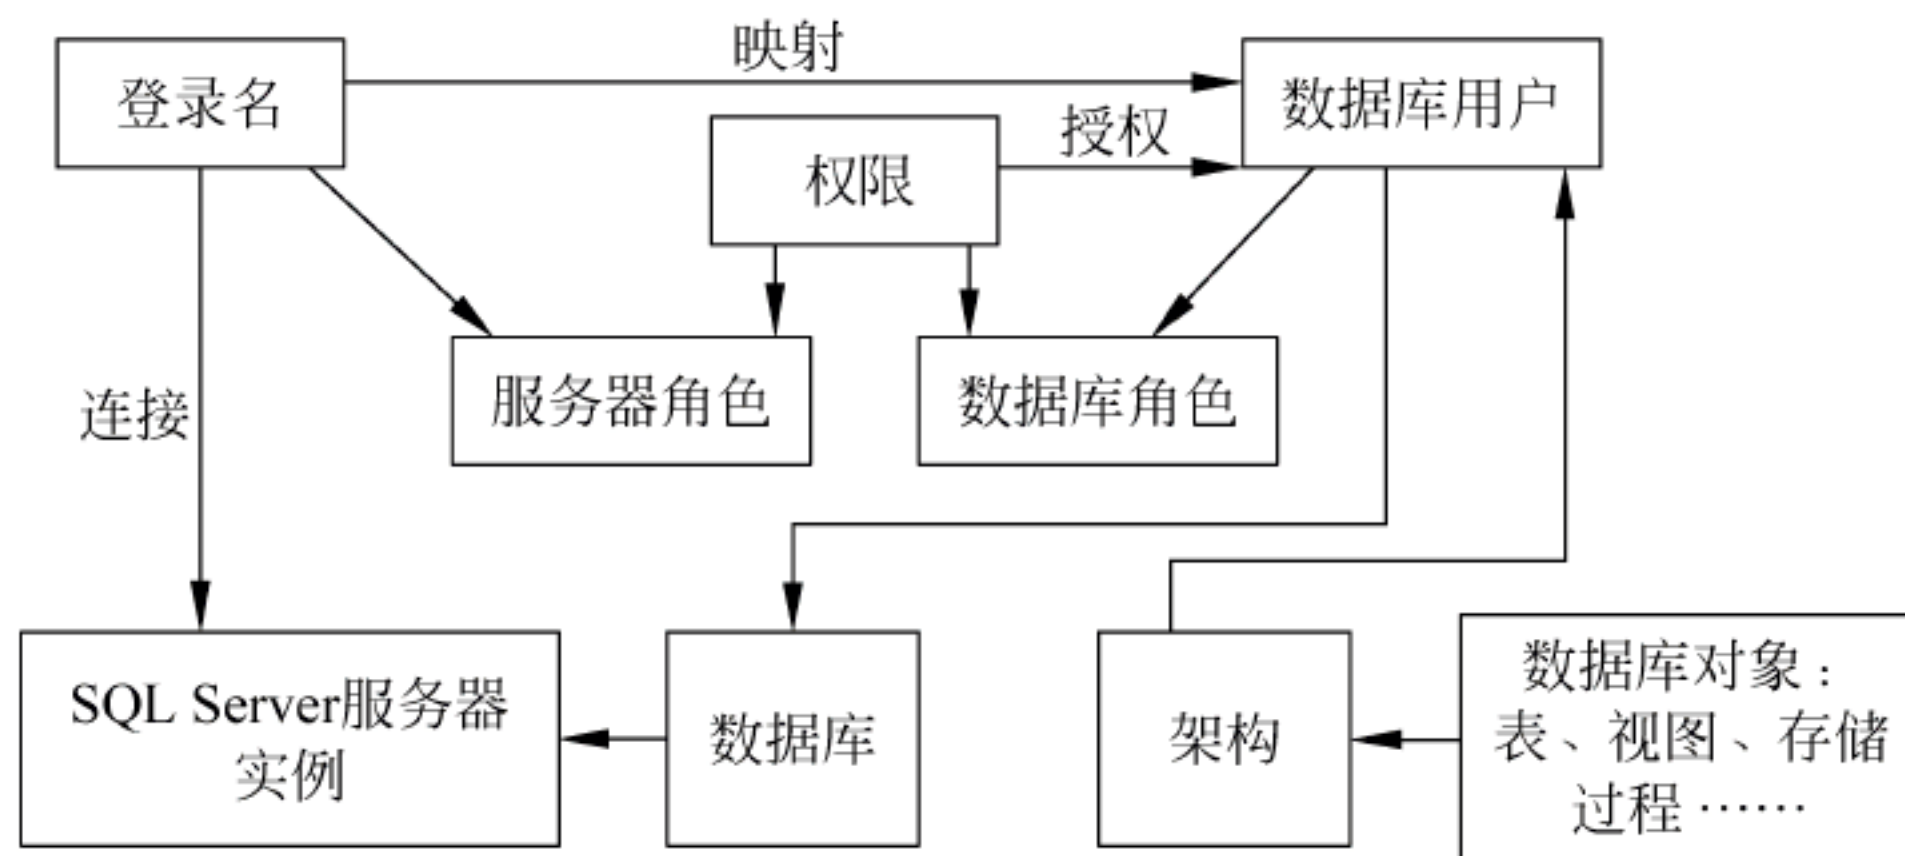 映射
登录名
数据库用户
授权
权限
服务器角色
数据库角色
连接
SQL Server服务器
实例
数据库
架构
数据库对象：
表、视图、存储
过程……